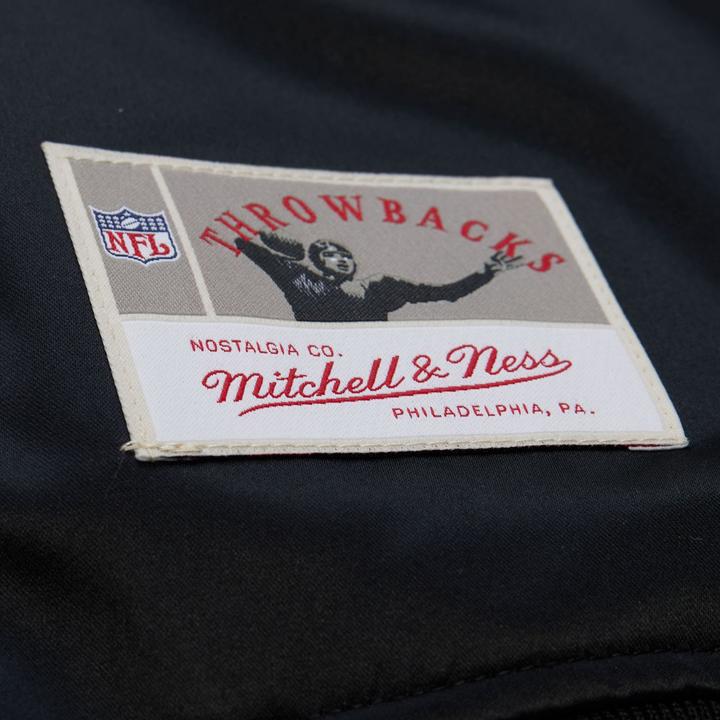 NFL
THROWBACKS
NOSTALGIA CO.
Mitchell & Ness
PHILADELPHIA, PA.